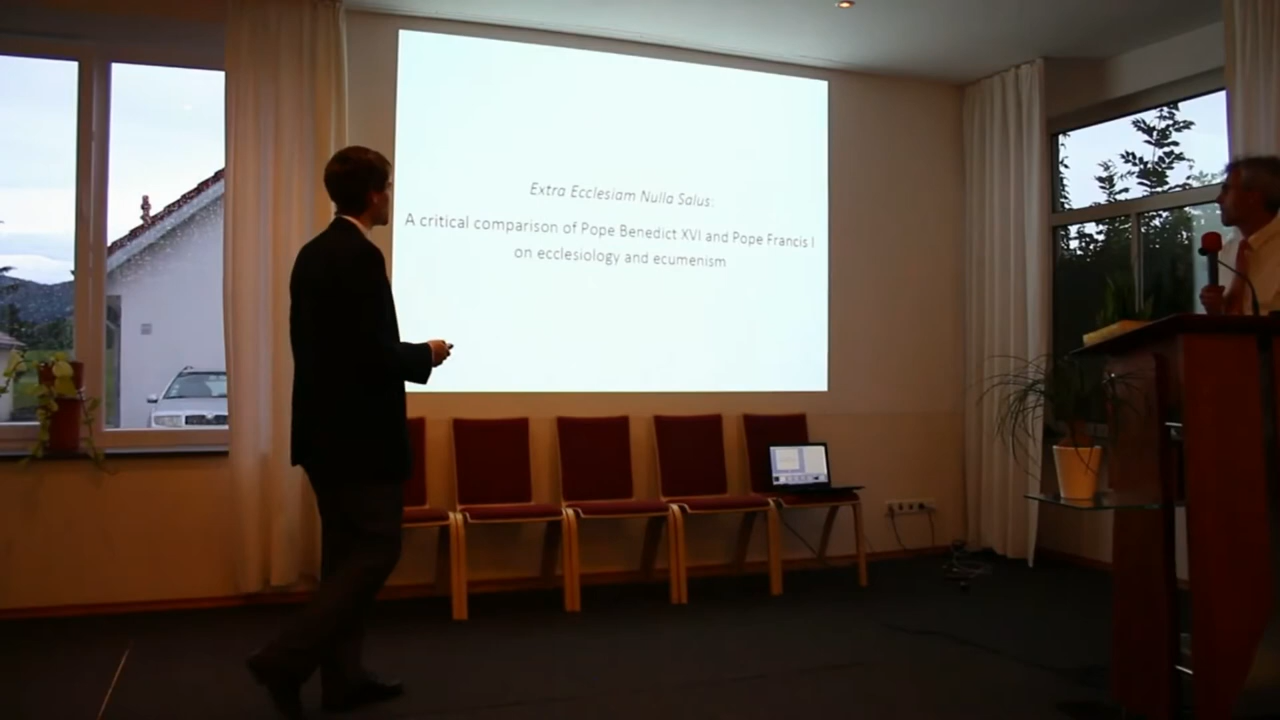 Extra Ecclesiam Nulla Salus:
A critical comparison of Pope Benedict XVI and Pope Francis I
on ecclesiology and ecumenism